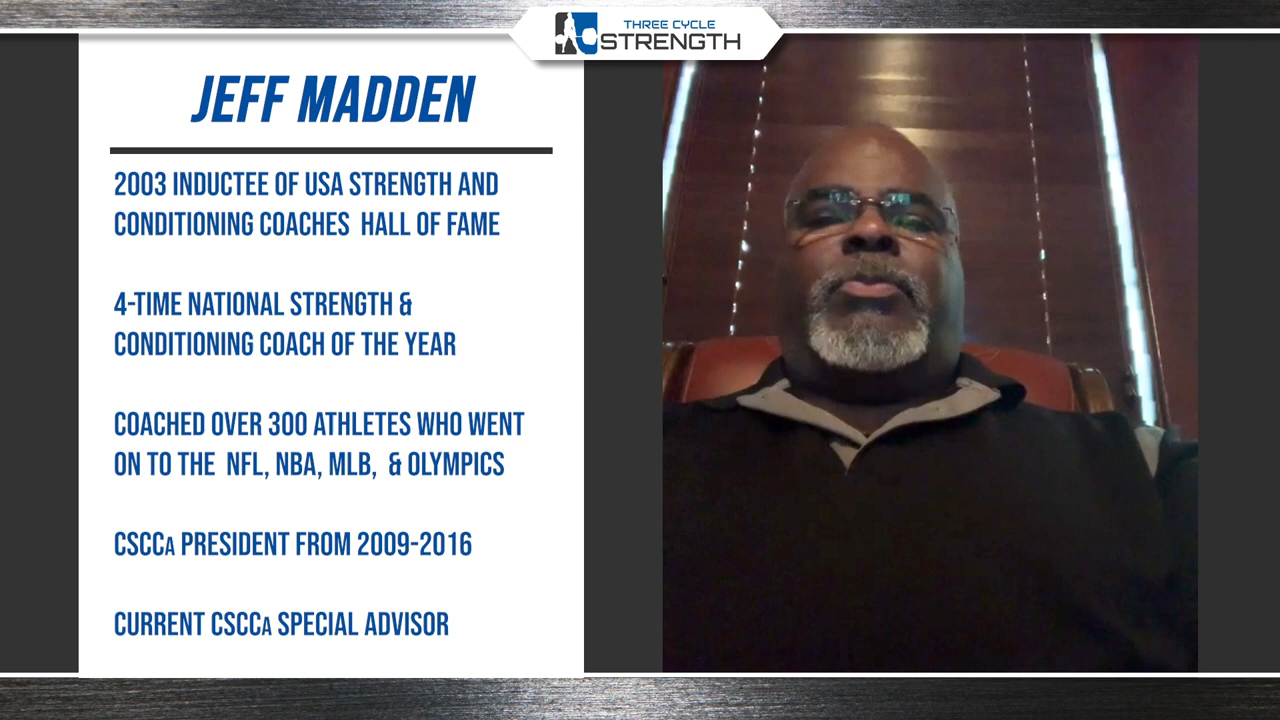 THREE CYCLE
STRENGTH
JEFF MADDEN
2003 INDUCTEE OF USA STRENGTH AND
CONDITIONING COACHES HALL OF FAME
4-TIME NATIONAL STRENGTH &
CONDITIONING COACH OF THE YEAR
COACHED OVER 300 ATHLETES WHO WENT
ON TO THE NFL, NBA, MLB, & OLYMPICS
CSCCA PRESIDENT FROM 2009-2016
CURRENT CSCCA SPECIAL ADVISOR